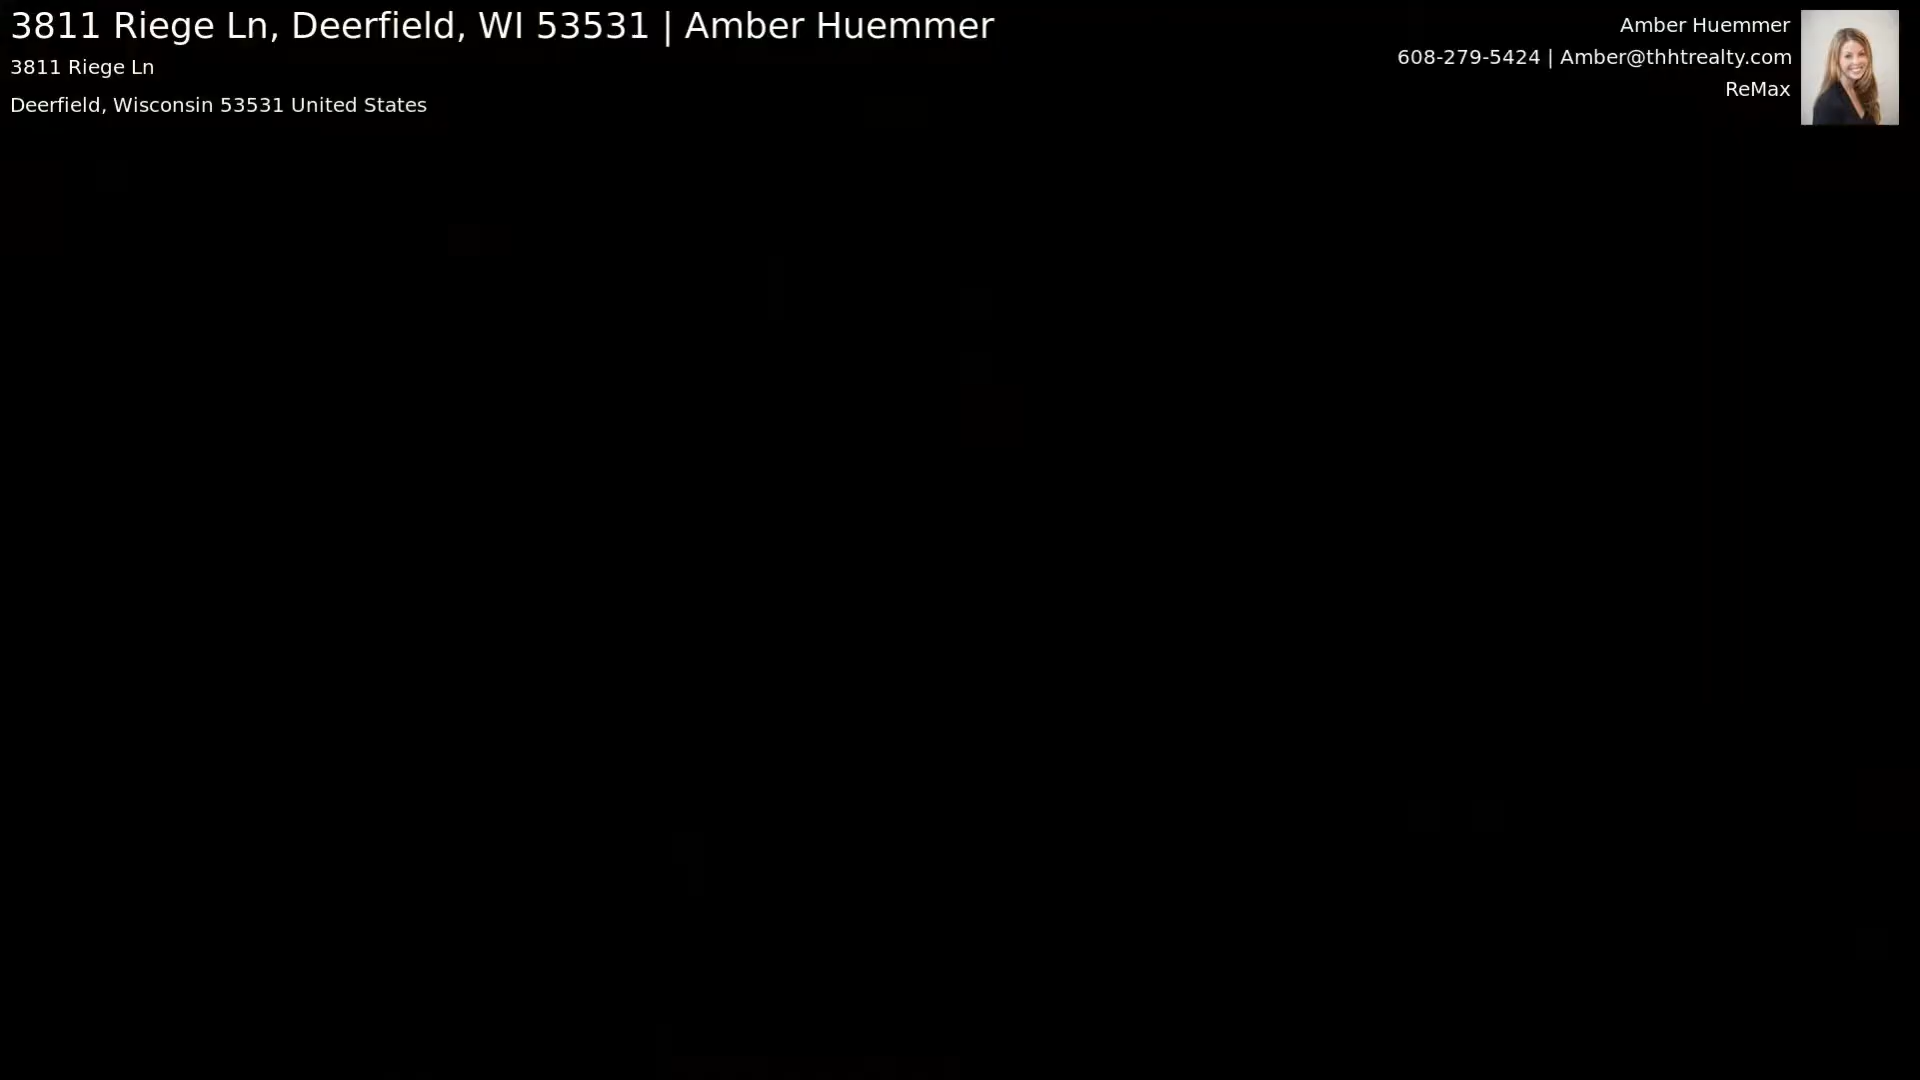 3811 Riege Ln, Deerfield, WI 53531 | Amber Huemmer
3811 Riege Ln
Deerfield, Wisconsin 53531 United States
Amber Huemmer
608-279-5424 | Amber@thhtrealty.com
ReMax